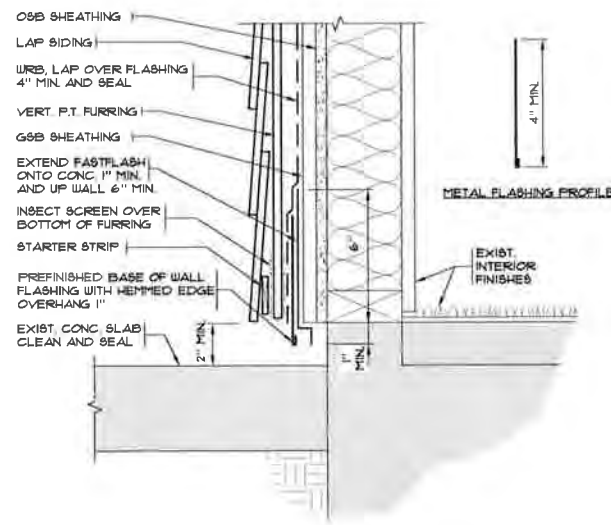 OSB SHEATHING
LAP SIDING
WRB, LAP OVER FLASHING
4" MIN. AND SEAL
VERT. P.T. FURRING
GSB SHEATHING
EXTEND FASTFLASH
ONTO CONC. 1" MIN.
AND UP WALL 6" MIN.
INSECT SCREEN OVER
BOTTOM OF FURRING
STARTER STRIP
PREFINISHED BASE OF WALL
FLASHING WITH HEMMED EDGE
OVERHANG 1"
EXIST. CONC. SLAB
CLEAN AND SEAL
2" MIN.
6"
1"
MIN.
4" MIN.
METAL FLASHING PROFILE
EXIST.
INTERIOR
FINISHES